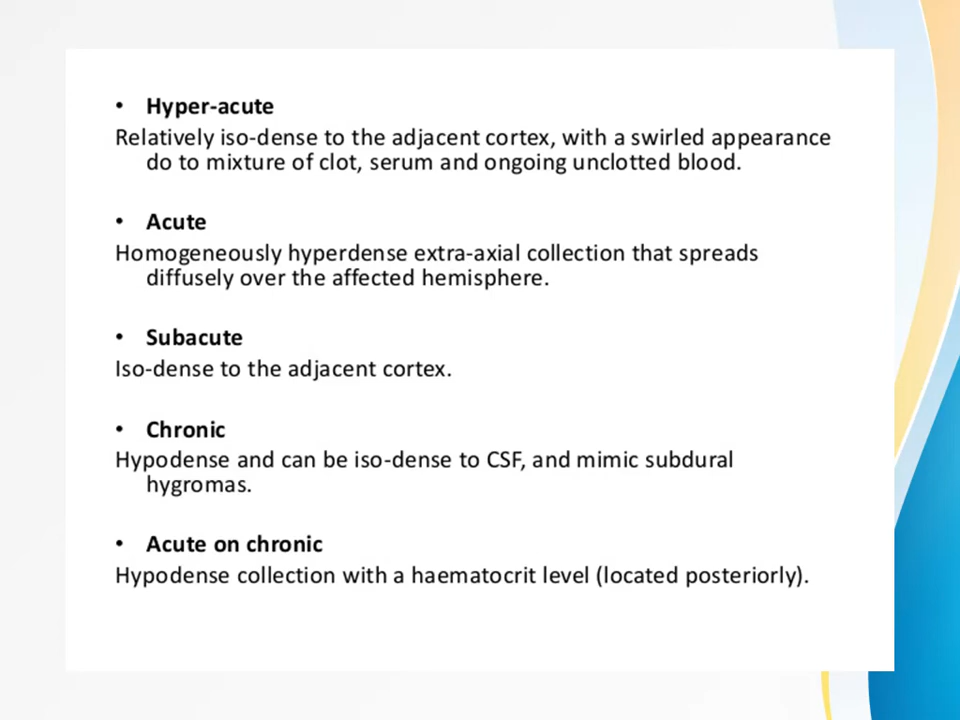 • Hyper-acute
Relatively iso-dense to the adjacent cortex, with a swirled appearance
do to mixture of clot, serum and ongoing unclotted blood.
• Acute
Homogeneously hyperdense extra-axial collection that spreads
diffusely over the affected hemisphere.
• Subacute
Iso-dense to the adjacent cortex.
• Chronic
Hypodense and can be iso-dense to CSF, and mimic subdural
hygromas.
• Acute on chronic
Hypodense collection with a haematocrit level (located posteriorly).